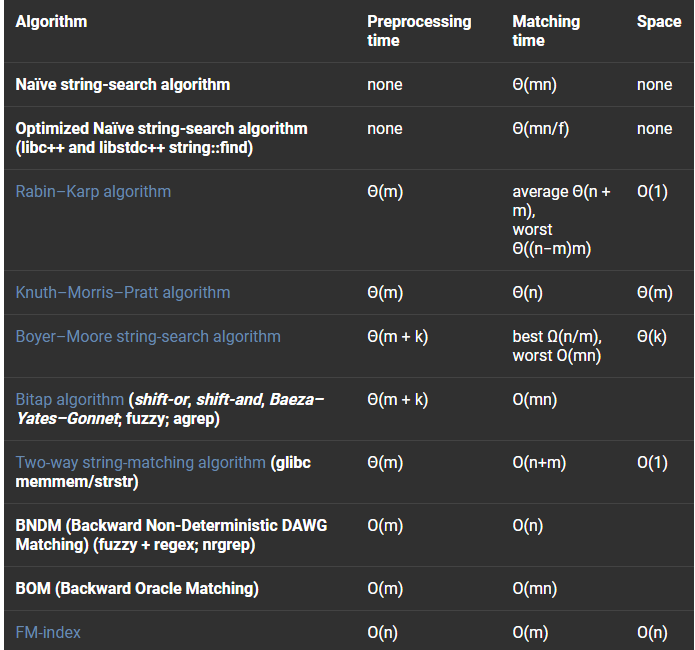 Algorithm Preprocessing time Matching time Space
Naïve string-search algorithm none Θ(mn) none
Optimized Naïve string-search algorithm (libc++ and libstdc++ string::find) none Θ(mn/f) none
Rabin–Karp algorithm Θ(m) average Θ(n + m), worst Θ((n−m)m) O(1)
Knuth–Morris–Pratt algorithm Θ(m) Θ(n) Θ(m)
Boyer–Moore string-search algorithm Θ(m + k) best Ω(n/m), worst O(mn) Θ(k)
Bitap algorithm (shift-or, shift-and, Baeza–Yates–Gonnet; fuzzy; agrep) Θ(m + k) O(mn)
Two-way string-matching algorithm (glibc memmem/strstr) Θ(m) O(n+m) O(1)
BNDM (Backward Non-Deterministic DAWG Matching) (fuzzy + regex; nrgrep) O(m) O(n)
BOM (Backward Oracle Matching) O(m) O(mn)
FM-index O(n) O(m) O(n)